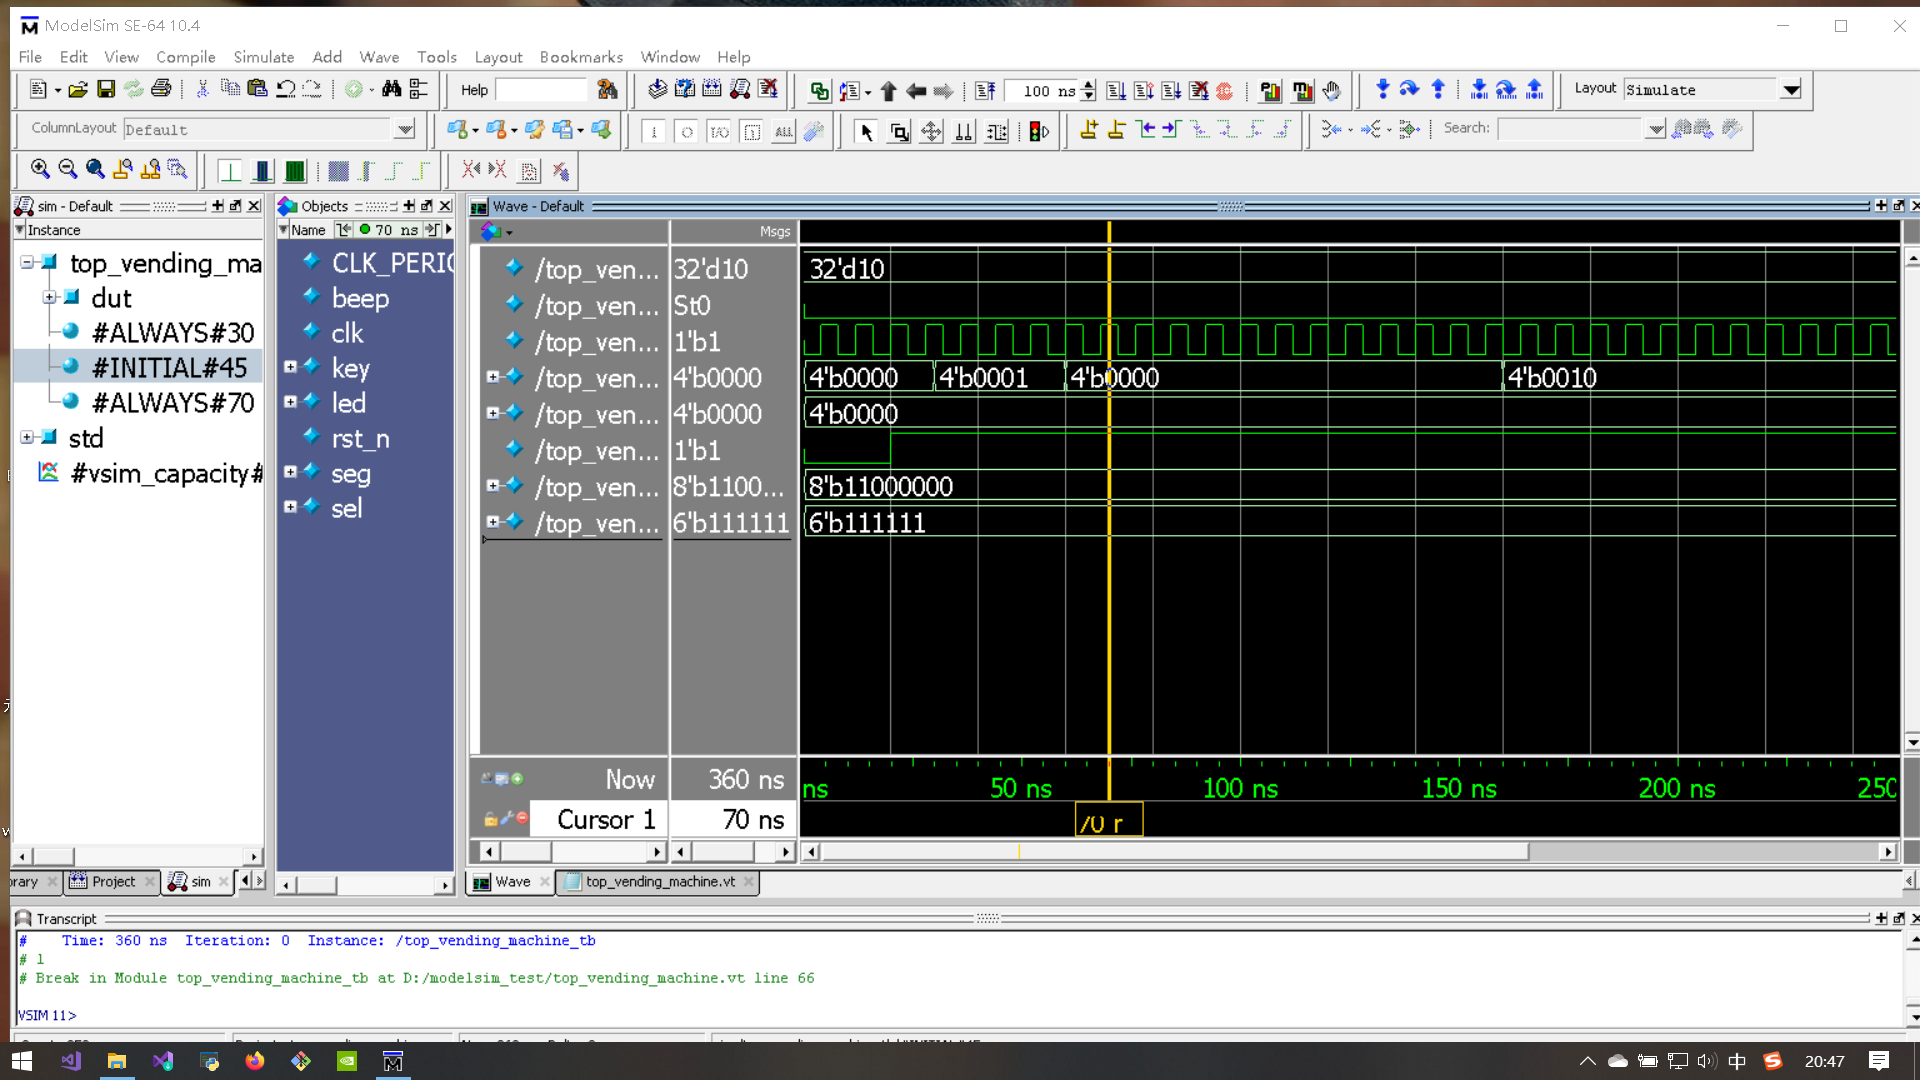 ModelSim SE-64 10.4
File Edit View Compile Simulate Add Wave Tools Layout Bookmarks Window Help
Help 100 ns Layout Simulate
ColumnLayout Default ALL Search:
sim - Default
Instance
top_vending_ma
dut
#ALWAYS#30
#INITIAL#45
#ALWAYS#70
std
#vsim_capacity#
Objects
Name 70 ns
CLK_PERIO
beep
clk
key
led
rst_n
seg
sel
Wave - Default
Msgs
/top_ven... 32'd10 32'd10
/top_ven... St0
/top_ven... 1'b1
/top_ven... 4'b0000 4'b0000 4'b0001 4'b0000 4'b0010
/top_ven... 4'b0000 4'b0000
/top_ven... 1'b1
/top_ven... 8'b1100... 8'b11000000
/top_ven... 6'b111111 6'b111111
Now 360 ns ns 50 ns 100 ns 150 ns 200 ns 250
Cursor 1 70 ns
rary Project sim
Wave top_vending_machine.vt
Transcript
# Time: 360 ns Iteration: 0 Instance: /top_vending_machine_tb
# 1
# Break in Module top_vending_machine_tb at D:/modelsim_test/top_vending_machine.vt line 66
VSIM 11>
中 20:47